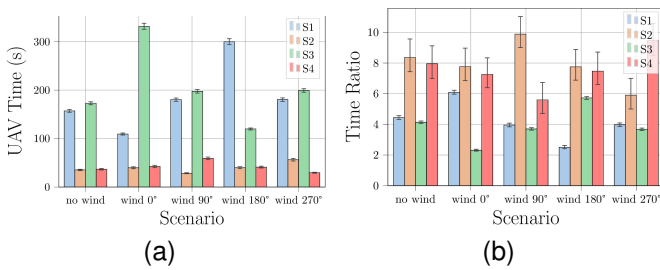 UAV Time (s)
300
200
100
0
S1
S2
S3
S4
no wind wind 0° wind 90° wind 180° wind 270°
Scenario
(a)
Time Ratio
10
8
6
4
2
0
S1
S2
S3
S4
no wind wind 0° wind 90° wind 180° wind 270°
Scenario
(b)